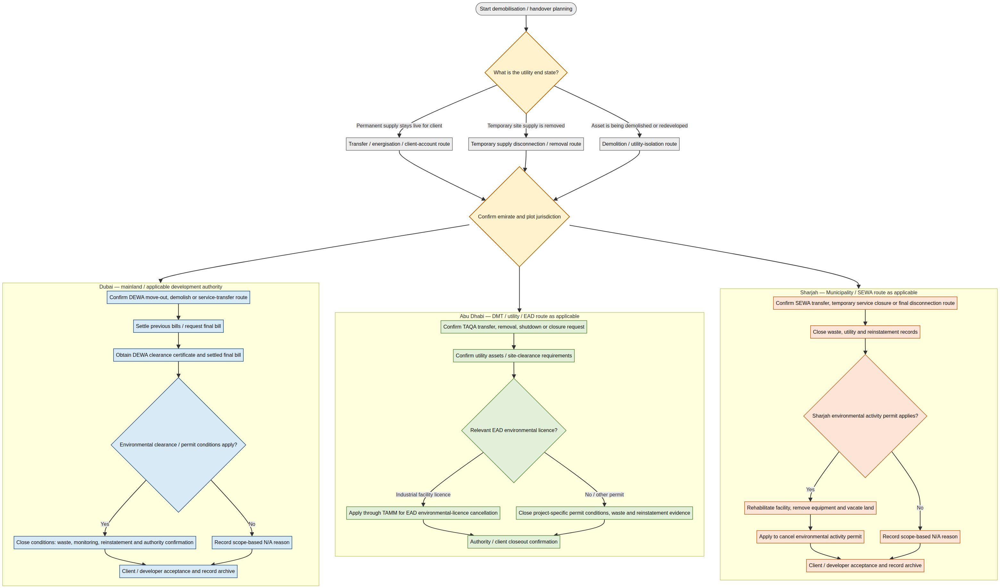 Start demobilisation / handover planning
What is the utility end state?
Permanent supply stays live for client
Temporary site supply is removed
Asset is being demolished or redeveloped
Transfer / energisation / client-account route
Temporary supply disconnection / removal route
Demolition / utility-isolation route
Confirm emirate and plot jurisdiction
Dubai — mainland / applicable development authority
Confirm DEWA move-out, demolish or service-transfer route
Settle previous bills / request final bill
Obtain DEWA clearance certificate and settled final bill
Environmental clearance / permit conditions apply?
Yes
No
Close conditions: waste, monitoring, reinstatement and authority confirmation
Record scope-based N/A reason
Client / developer acceptance and record archive
Abu Dhabi — DMT / utility / EAD route as applicable
Confirm TAQA transfer, removal, shutdown or closure request
Confirm utility assets / site-clearance requirements
Relevant EAD environmental licence?
Industrial facility licence
No / other permit
Apply through TAMM for EAD environmental-licence cancellation
Close project-specific permit conditions, waste and reinstatement evidence
Authority / client closeout confirmation
Sharjah — Municipality / SEWA route as applicable
Confirm SEWA transfer, temporary service closure or final disconnection route
Close waste, utility and reinstatement records
Sharjah environmental activity permit applies?
Yes
No
Rehabilitate facility, remove equipment and vacate land
Apply to cancel environmental activity permit
Record scope-based N/A reason
Client / developer acceptance and record archive